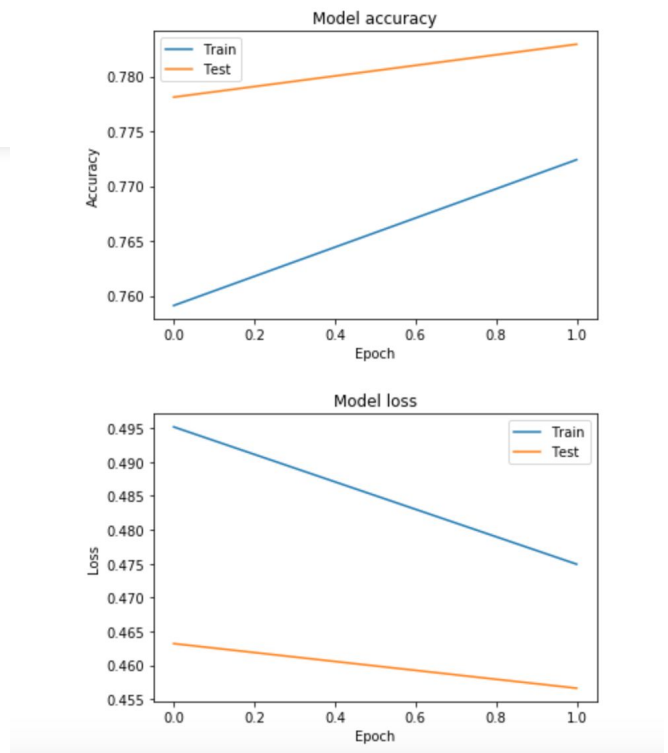 Model accuracy
Train
Test
0.780
0.775
0.770
0.765
0.760
Accuracy
0.0 0.2 0.4 0.6 0.8 1.0
Epoch
Model loss
Train
Test
0.495
0.490
0.485
0.480
0.475
0.470
0.465
0.460
0.455
Loss
0.0 0.2 0.4 0.6 0.8 1.0
Epoch